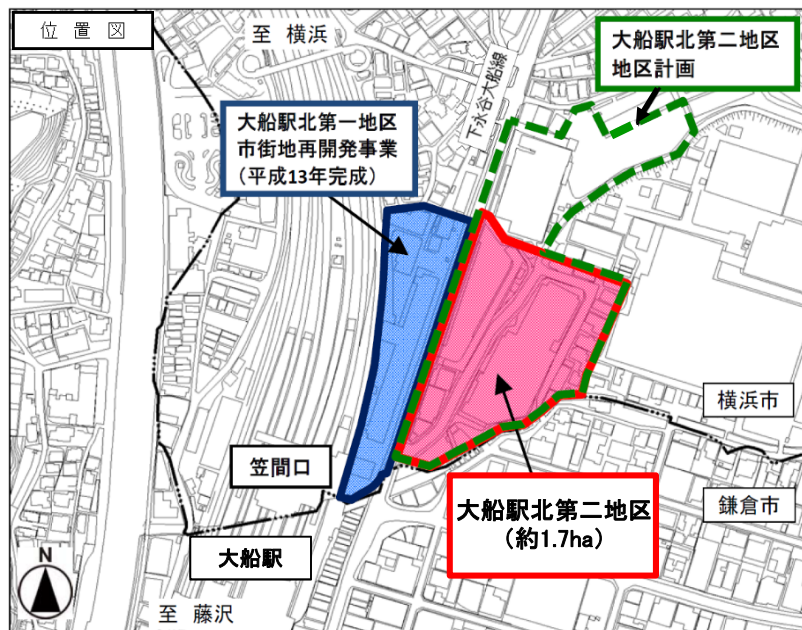 位置図
至 横浜
大船駅北第二地区
地区計画
下永谷大船線
大船駅北第一地区
市街地再開発事業
（平成13年完成）
横浜市
笠間口
鎌倉市
大船駅北第二地区
（約1.7ha）
大船駅
N
至 藤沢